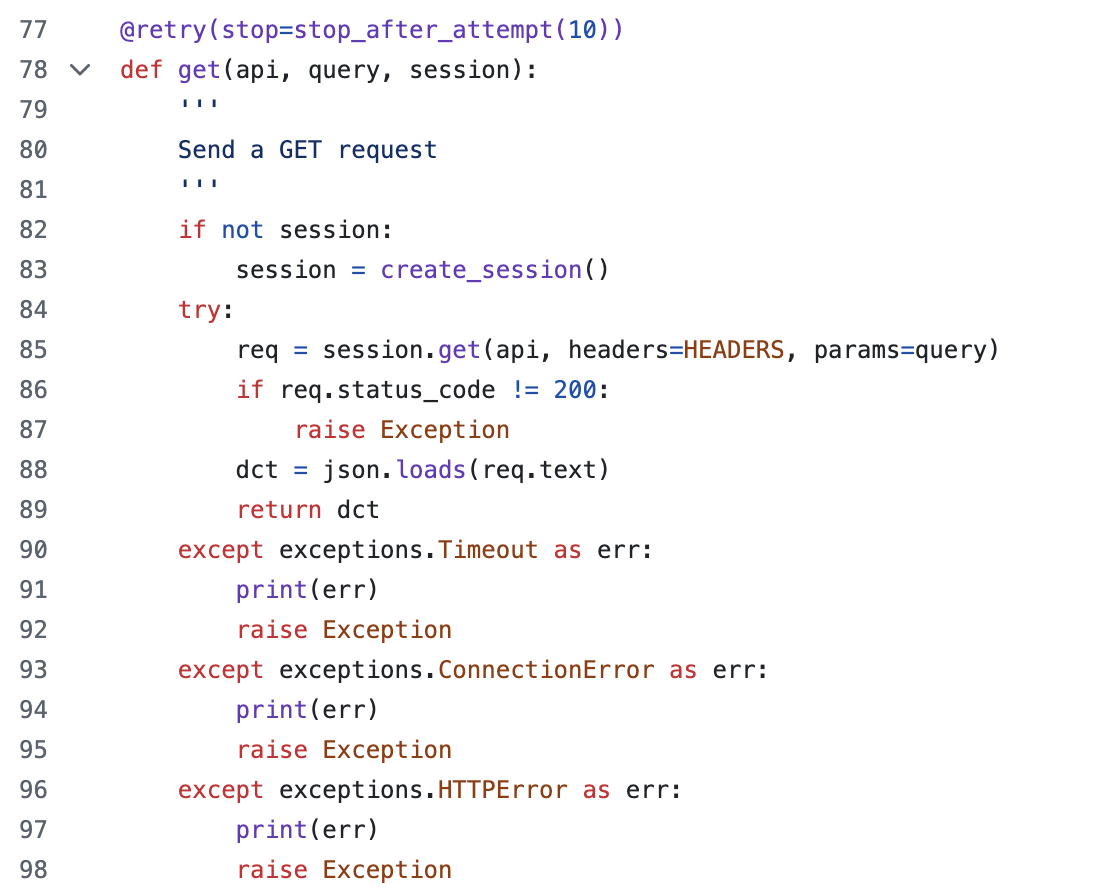 77 @retry(stop=stop_after_attempt(10))
78 def get(api, query, session):
79     '''
80     Send a GET request
81     '''
82     if not session:
83         session = create_session()
84     try:
85         req = session.get(api, headers=HEADERS, params=query)
86         if req.status_code != 200:
87             raise Exception
88         dct = json.loads(req.text)
89         return dct
90     except exceptions.Timeout as err:
91         print(err)
92         raise Exception
93     except exceptions.ConnectionError as err:
94         print(err)
95         raise Exception
96     except exceptions.HTTPError as err:
97         print(err)
98         raise Exception